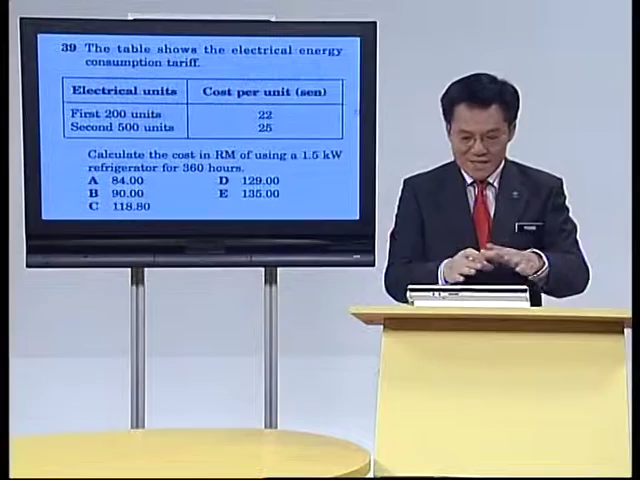 39 The table shows the electrical energy
consumption tariff.
Electrical units Cost per unit (sen)
First 200 units 22
Second 500 units 25
Calculate the cost in RM of using a 1.5 kW
refrigerator for 360 hours.
A 84.00 D 129.00
B 90.00 E 135.00
C 118.80